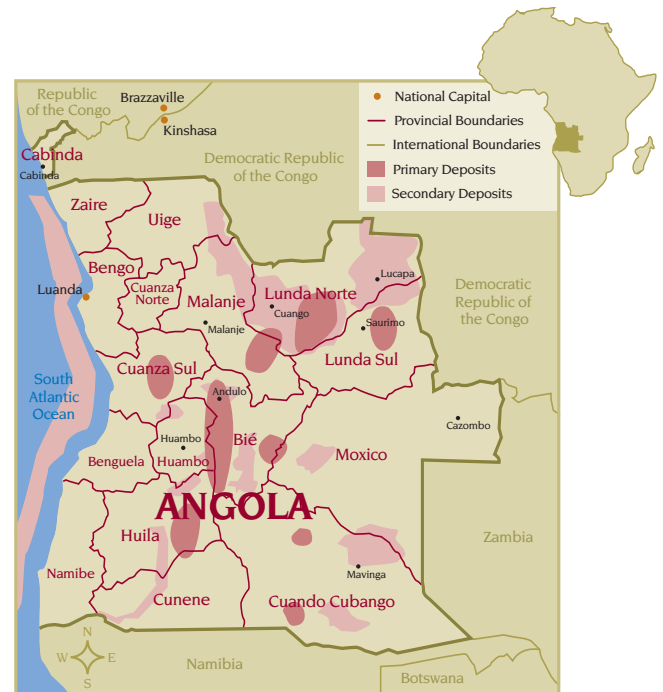 Republic
of the Congo
Brazzaville
Kinshasa
National Capital
Provincial Boundaries
International Boundaries
Primary Deposits
Secondary Deposits
Cabinda
Cabinda
Democratic Republic
of the Congo
Zaire
Uige
Bengo
Luanda
Cuanza
Norte
Malanje
Malanje
Lunda Norte
Cuango
Lucapa
Saurimo
Lunda Sul
Democratic
Republic of
the Congo
Cuanza Sul
South
Atlantic
Ocean
Andulo
Cazombo
Huambo
Bié
Benguela
Huambo
Moxico
ANGOLA
Huila
Zambia
Namibe
Mavinga
Cunene
Cuando Cubango
N
W
E
S
Namibia
Botswana